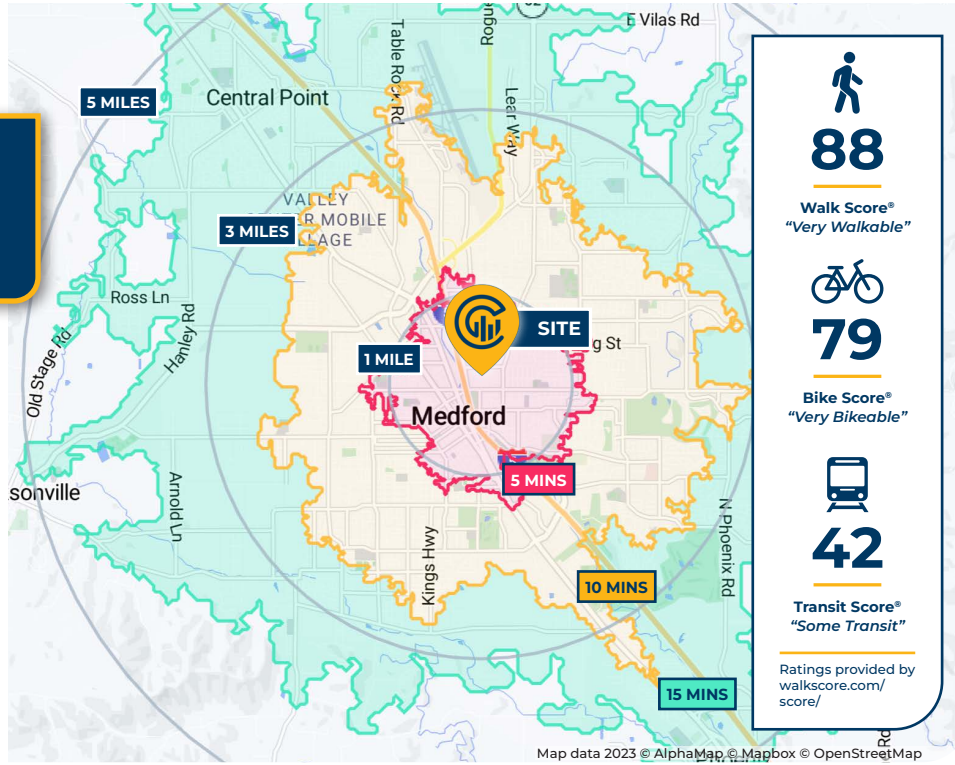 E Vilas Rd
Table Rock Rd
Lear Way
5 MILES
Central Point
VALLEY
MOBILE
3 MILES
Ross Ln
Hanley Rd
Old Stage Rd
SITE
g St
1 MILE
Medford
5 MINS
sonville
Arnold Ln
Kings Hwy
N Phoenix Rd
10 MINS
15 MINS
88
Walk Score®
“Very Walkable”
79
Bike Score®
“Very Bikeable”
42
Transit Score®
“Some Transit”
Ratings provided by
walkscore.com/
score/
Map data 2023 © AlphaMap © Mapbox © OpenStreetMap